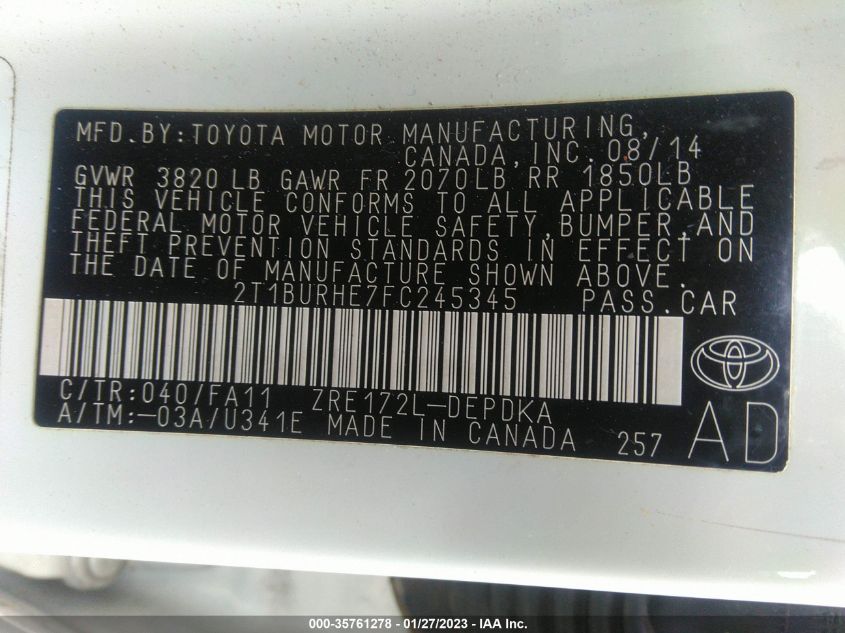 MFD.BY:TOYOTA MOTOR MANUFACTURING,
CANADA,INC. 08/14
GVWR 3820 LB GAWR FR 2070LB RR 1850LB
THIS VEHICLE CONFORMS TO ALL APPLICABLE
FEDERAL MOTOR VEHICLE SAFETY,BUMPER,AND
THEFT PREVENTION STANDARDS IN EFFECT ON
THE DATE OF MANUFACTURE SHOWN ABOVE.
2T1BURHE7FC245345 PASS.CAR
C/TR:040/FA11 ZRE172L-DEPDKA
A/TM:-03A/U341E MADE IN CANADA 257 AD
000-35761278 - 01/27/2023 - IAA Inc.